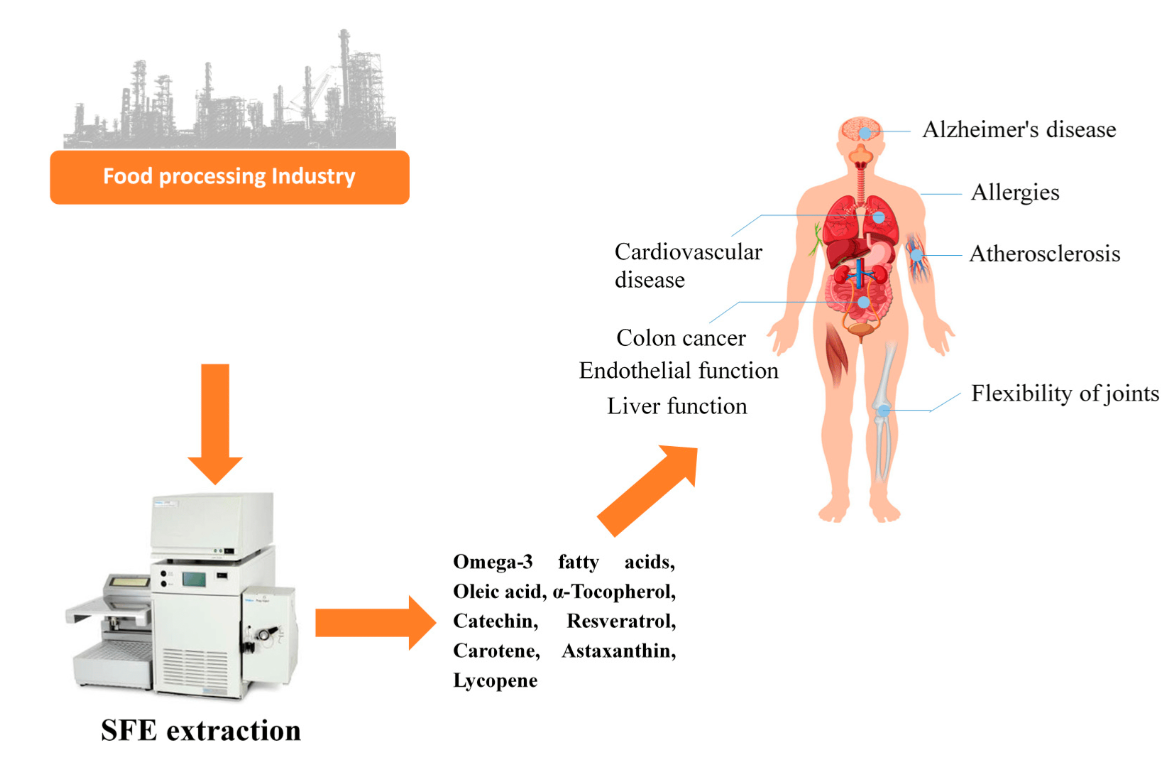 Food processing Industry
Alzheimer's disease
Allergies
Cardiovascular
disease
Atherosclerosis
Colon cancer
Endothelial function
Liver function
Flexibility of joints
Omega-3 fatty acids,
Oleic acid, α-Tocopherol,
Catechin, Resveratrol,
Carotene, Astaxanthin,
Lycopene
SFE extraction